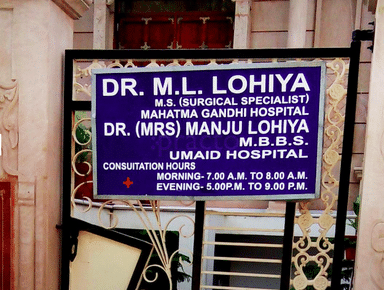 DR. M.L. LOHIYA
M.S. (SURGICAL SPECIALIST)
MAHATMA GANDHI HOSPITAL
DR. (MRS) MANJU LOHIYA
M.B.B.S.
UMAID HOSPITAL
CONSUITATION HOURS
MORNING- 7.00 A.M. TO 8.00 A.M.
EVENING- 5.00P.M. TO 9.00 P.M.